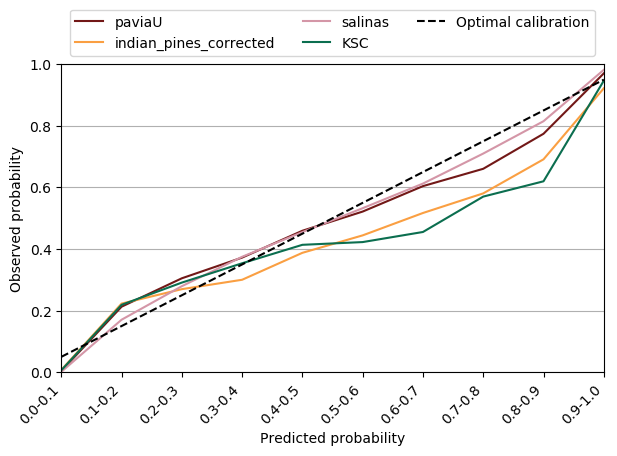 paviaU
indian_pines_corrected
salinas
KSC
Optimal calibration
1.0
0.8
0.6
0.4
0.2
0.0
Observed probability
0.0-0.1
0.1-0.2
0.2-0.3
0.3-0.4
0.4-0.5
0.5-0.6
0.6-0.7
0.7-0.8
0.8-0.9
0.9-1.0
Predicted probability